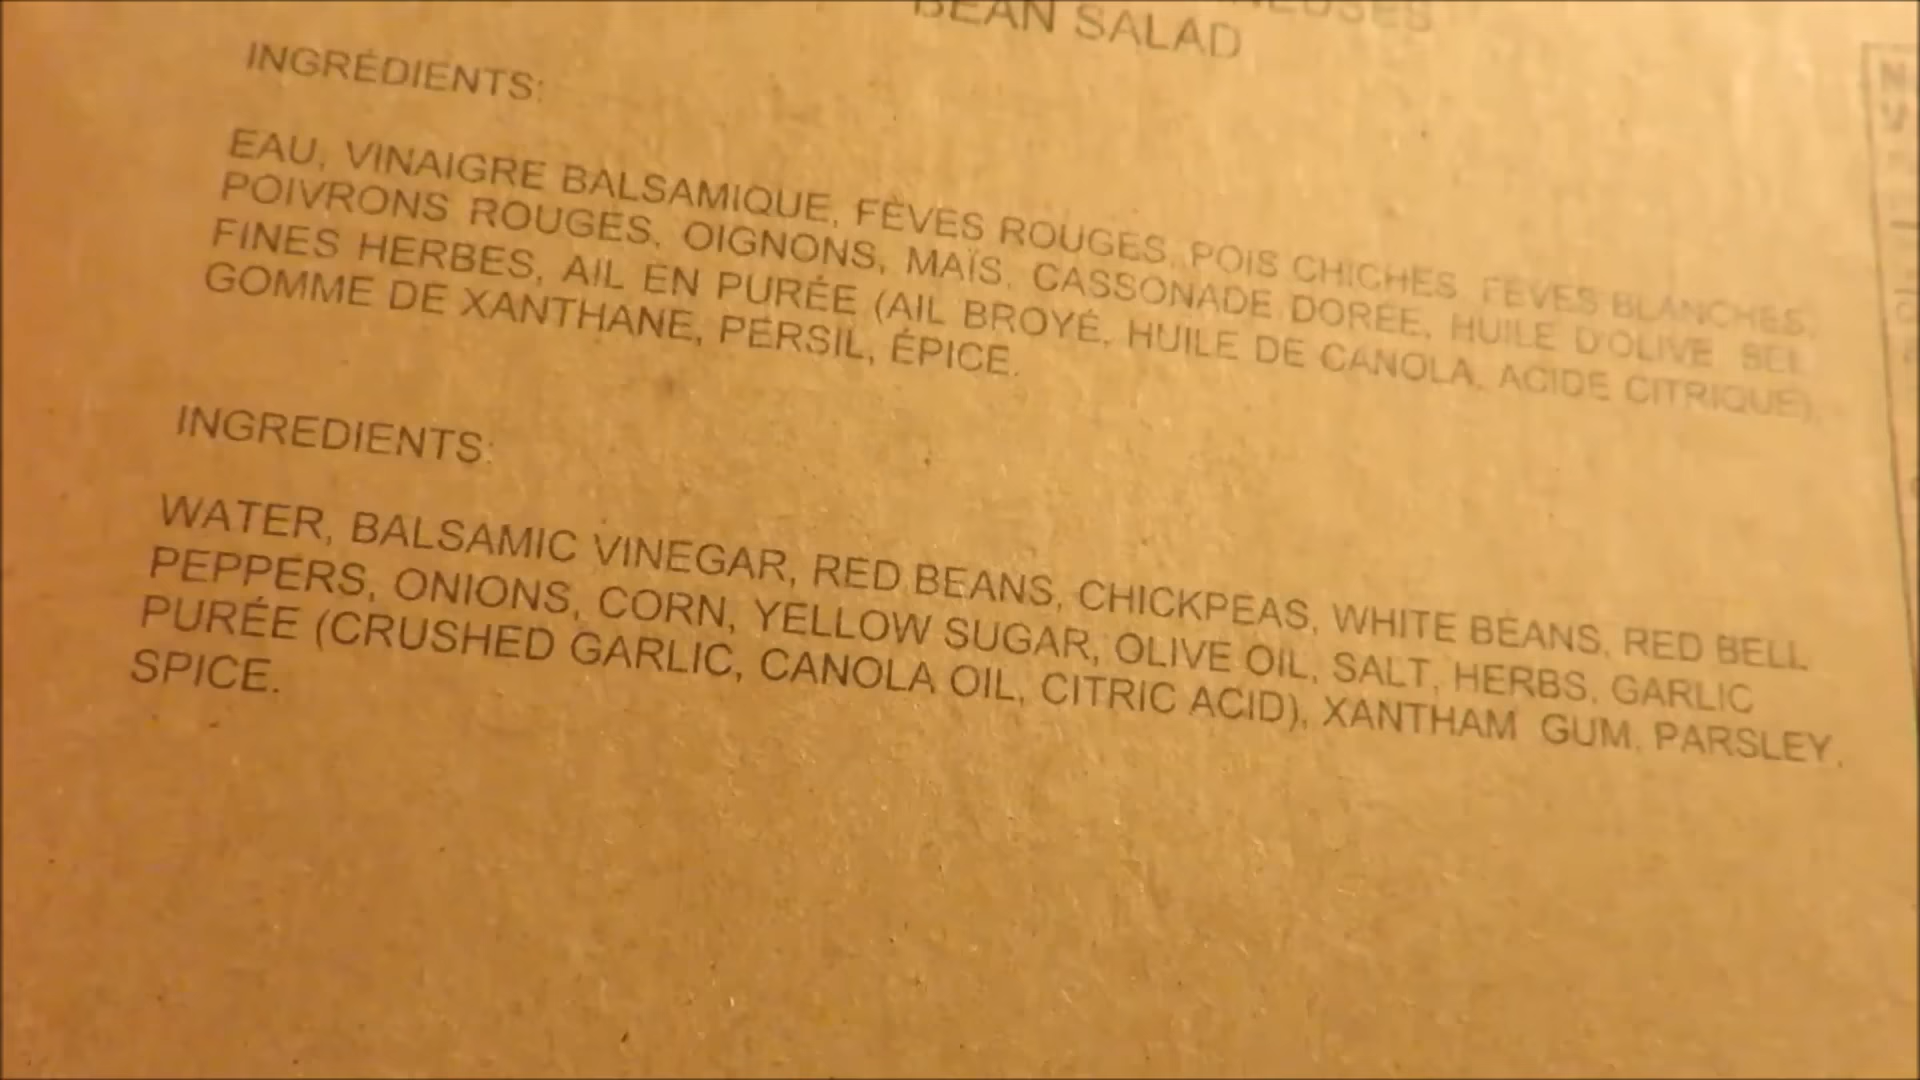 BEAN SALAD
INGRÉDIENTS:
EAU, VINAIGRE BALSAMIQUE, FÈVES ROUGES, POIS CHICHES, FÈVES BLANCHES,
POIVRONS ROUGES, OIGNONS, MAÏS, CASSONADE DORÉE, HUILE D'OLIVE, SEL
FINES HERBES, AIL EN PURÉE (AIL BROYÉ, HUILE DE CANOLA, ACIDE CITRIQUE),
GOMME DE XANTHANE, PERSIL, ÉPICE.
INGREDIENTS:
WATER, BALSAMIC VINEGAR, RED BEANS, CHICKPEAS, WHITE BEANS, RED BELL
PEPPERS, ONIONS, CORN, YELLOW SUGAR, OLIVE OIL, SALT, HERBS, GARLIC
PURÉE (CRUSHED GARLIC, CANOLA OIL, CITRIC ACID), XANTHAM GUM, PARSLEY,
SPICE.